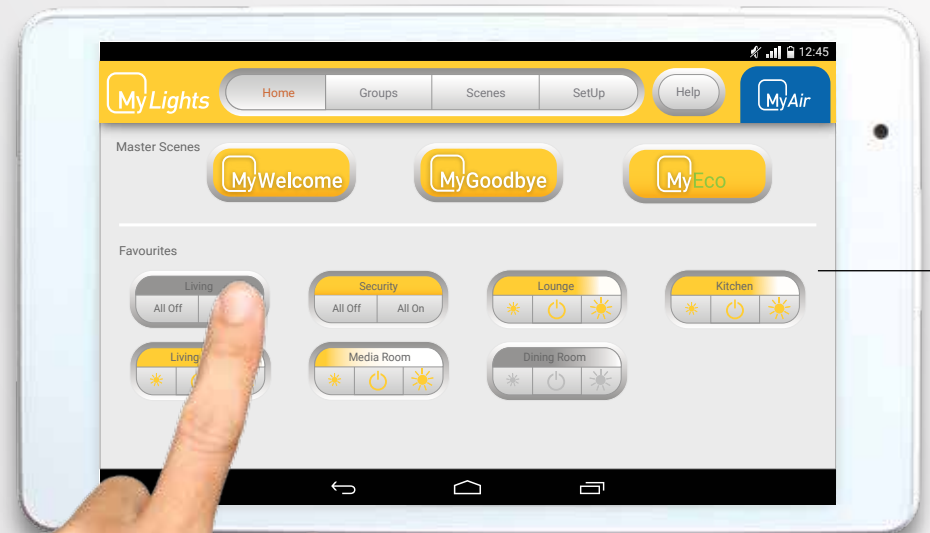 12:45
MyLights Home Groups Scenes SetUp Help MyAir
Master Scenes
MyWelcome MyGoodbye MyEco
Favourites
Living Security Lounge Kitchen
All Off All Off All On
Living Media Room Dining Room